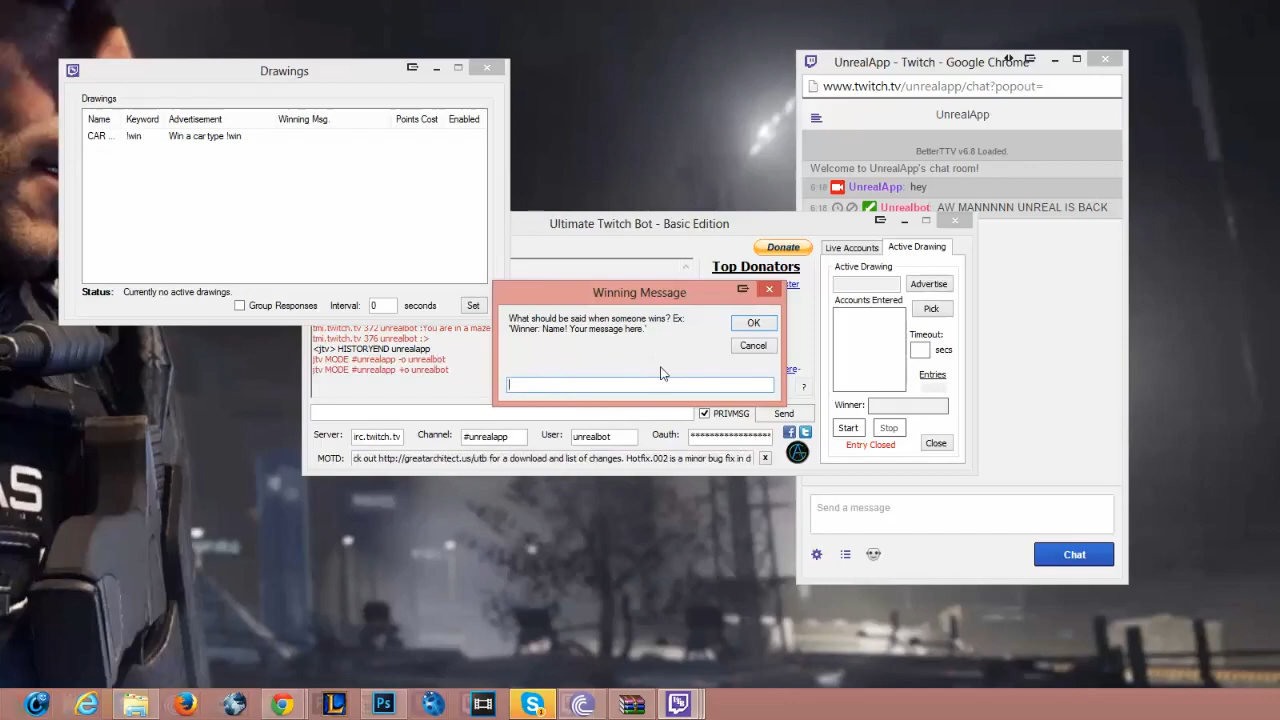 Drawings
Drawings
Name Keyword Advertisement Winning Msg. Points Cost Enabled
CAR ... !win Win a car type !win
Status: Currently no active drawings.
Group Responses Interval: 0 seconds Set
UnrealApp - Twitch - Google Chrome
www.twitch.tv/unrealapp/chat?popout=
UnrealApp
BetterTTV v6.8 Loaded.
Welcome to UnrealApp's chat room!
6:18 UnrealApp: hey
6:18 Unrealbot: AW MANNNNN UNREAL IS BACK
Send a message
Chat
Ultimate Twitch Bot - Basic Edition
Donate
Top Donators
Live Accounts Active Drawing
Active Drawing
Advertise
Accounts Entered
Pick
Timeout:
secs
Entries
Winner:
Start Stop
Entry Closed Close
Winning Message
What should be said when someone wins? Ex:
'Winner: Name! Your message here.'
OK
Cancel
tmi.twitch.tv 372 unrealbot :You are in a maze
tmi.twitch.tv 376 unrealbot :>
<jtv> HISTORYEND unrealapp
jtv MODE #unrealapp -o unrealbot
jtv MODE #unrealapp +o unrealbot
?
PRIVMSG Send
Server: irc.twitch.tv Channel: #unrealapp User: unrealbot Oauth: ****************
MOTD: ck out http://greatarchitect.us/utb for a download and list of changes. Hotfix.002 is a minor bug fix in d x
AS
L
Ps